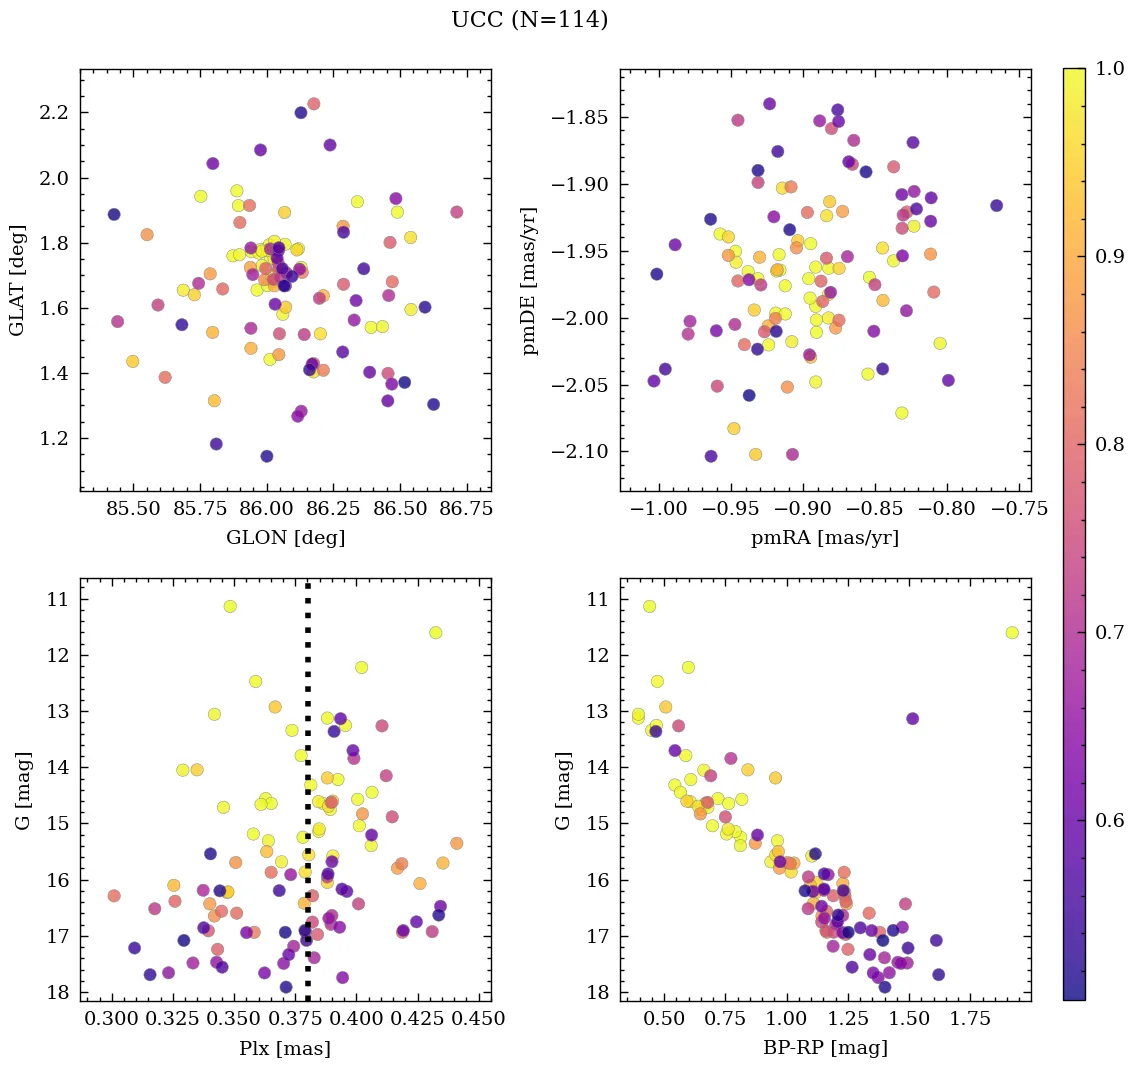 UCC (N=114)
2.2
2.0
1.8
1.6
1.4
1.2
GLAT [deg]
85.50 85.75 86.00 86.25 86.50 86.75
GLON [deg]
−1.85
−1.90
−1.95
−2.00
−2.05
−2.10
pmDE [mas/yr]
−1.00 −0.95 −0.90 −0.85 −0.80 −0.75
pmRA [mas/yr]
1.0
0.9
0.8
0.7
0.6
11
12
13
14
15
16
17
18
G [mag]
0.300 0.325 0.350 0.375 0.400 0.425 0.450
Plx [mas]
11
12
13
14
15
16
17
18
G [mag]
0.50 0.75 1.00 1.25 1.50 1.75
BP-RP [mag]